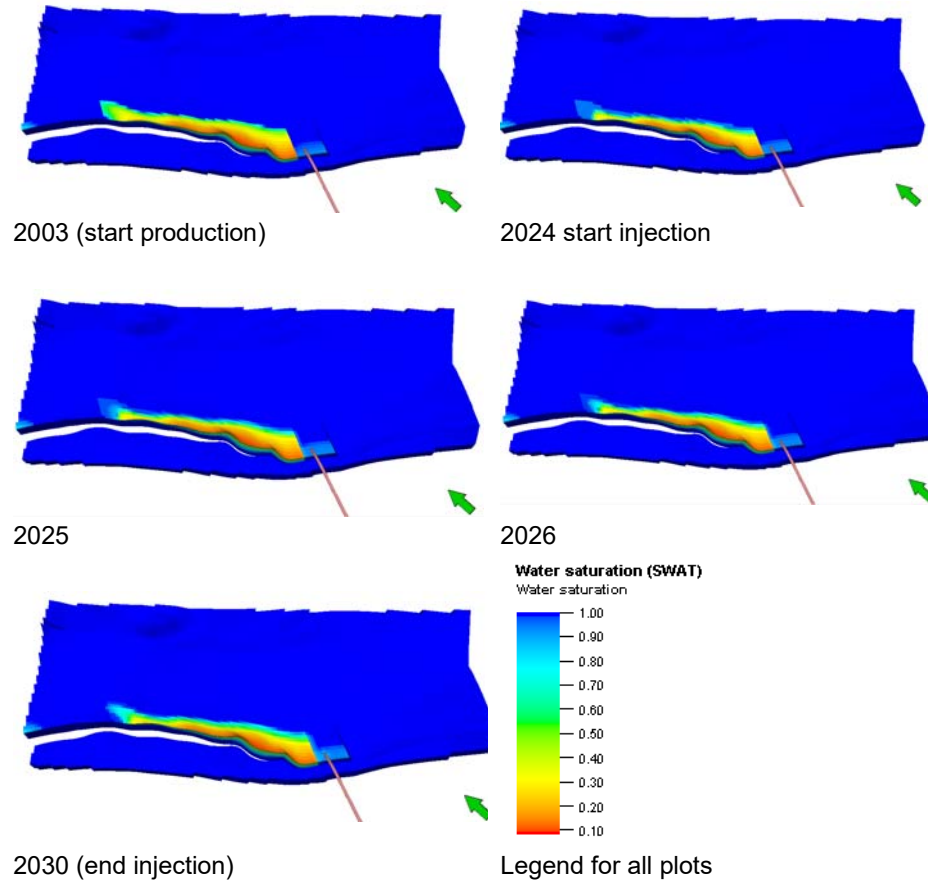 2003 (start production)
2024 start injection
2025
2026
Water saturation (SWAT)
Water saturation
1.00
0.90
0.80
0.70
0.60
0.50
0.40
0.30
0.20
0.10
2030 (end injection)
Legend for all plots